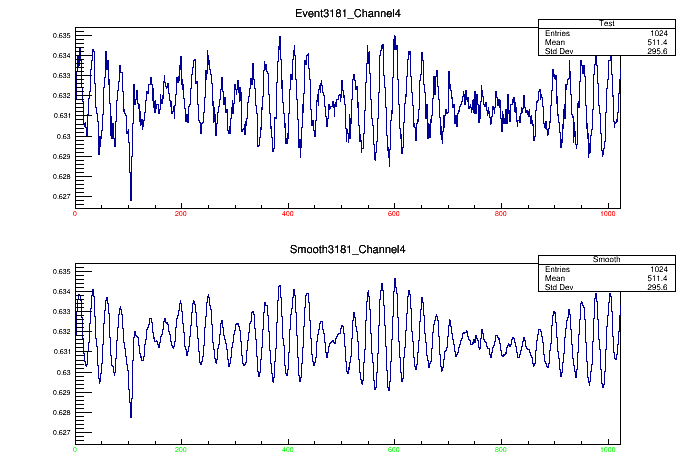 Event3181_Channel4
Test
Entries 1024
Mean 511.4
Std Dev 295.6
0.635
0.634
0.633
0.632
0.631
0.63
0.629
0.628
0.627
0 200 400 600 800 1000
Smooth3181_Channel4
Smooth
Entries 1024
Mean 511.4
Std Dev 295.6
0.635
0.634
0.633
0.632
0.631
0.63
0.629
0.628
0.627
0 200 400 600 800 1000